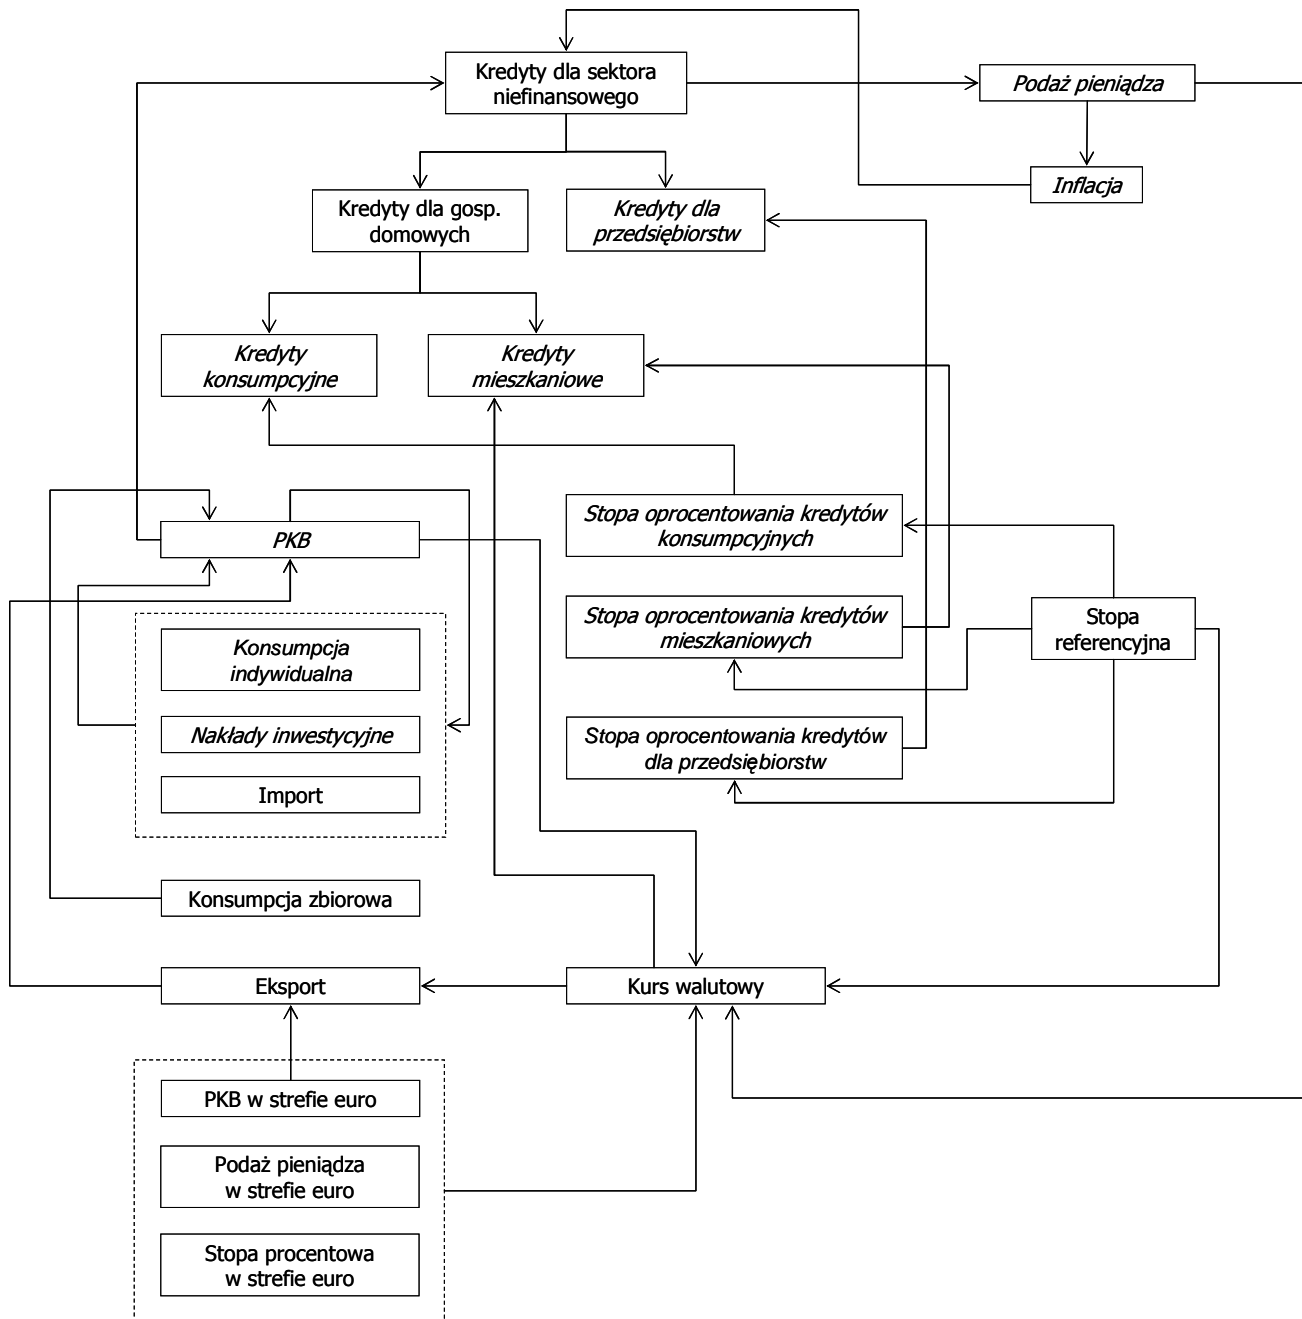 Kredyty dla sektora
niefinansowego
Podaż pieniądza
Inflacja
Kredyty dla gosp.
domowych
Kredyty dla
przedsiębiorstw
Kredyty
konsumpcyjne
Kredyty
mieszkaniowe
Stopa oprocentowania kredytów
konsumpcyjnych
PKB
Stopa oprocentowania kredytów
mieszkaniowych
Stopa
referencyjna
Konsumpcja
indywidualna
Nakłady inwestycyjne
Stopa oprocentowania kredytów
dla przedsiębiorstw
Import
Konsumpcja zbiorowa
Eksport
Kurs walutowy
PKB w strefie euro
Podaż pieniądza
w strefie euro
Stopa procentowa
w strefie euro